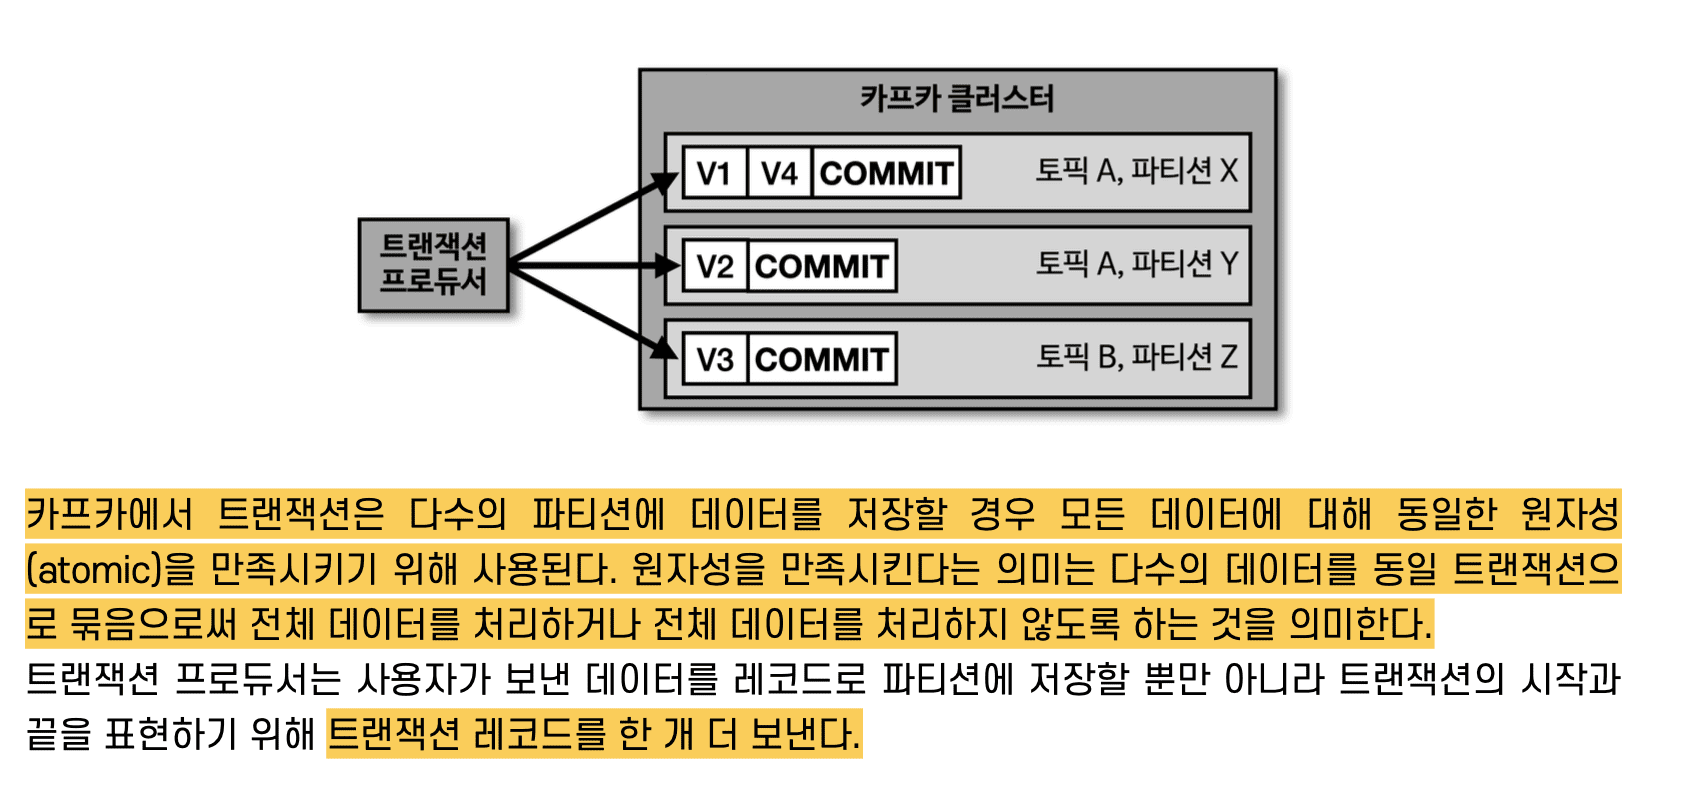 카프카 클러스터
V1 V4 COMMIT 토픽 A, 파티션 X
트랜잭션
프로듀서
V2 COMMIT 토픽 A, 파티션 Y
V3 COMMIT 토픽 B, 파티션 Z
카프카에서 트랜잭션은 다수의 파티션에 데이터를 저장할 경우 모든 데이터에 대해 동일한 원자성
(atomic)을 만족시키기 위해 사용된다. 원자성을 만족시킨다는 의미는 다수의 데이터를 동일 트랜잭션으
로 묶음으로써 전체 데이터를 처리하거나 전체 데이터를 처리하지 않도록 하는 것을 의미한다.
트랜잭션 프로듀서는 사용자가 보낸 데이터를 레코드로 파티션에 저장할 뿐만 아니라 트랜잭션의 시작과
끝을 표현하기 위해 트랜잭션 레코드를 한 개 더 보낸다.